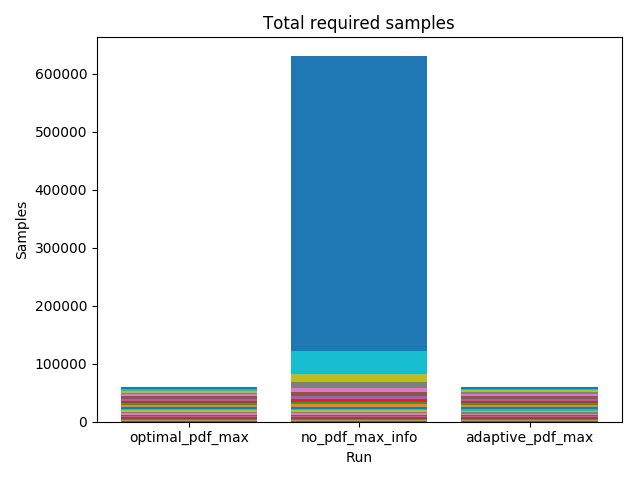 Total required samples
600000
500000
400000
300000
200000
100000
0
Samples
optimal_pdf_max
no_pdf_max_info
adaptive_pdf_max
Run